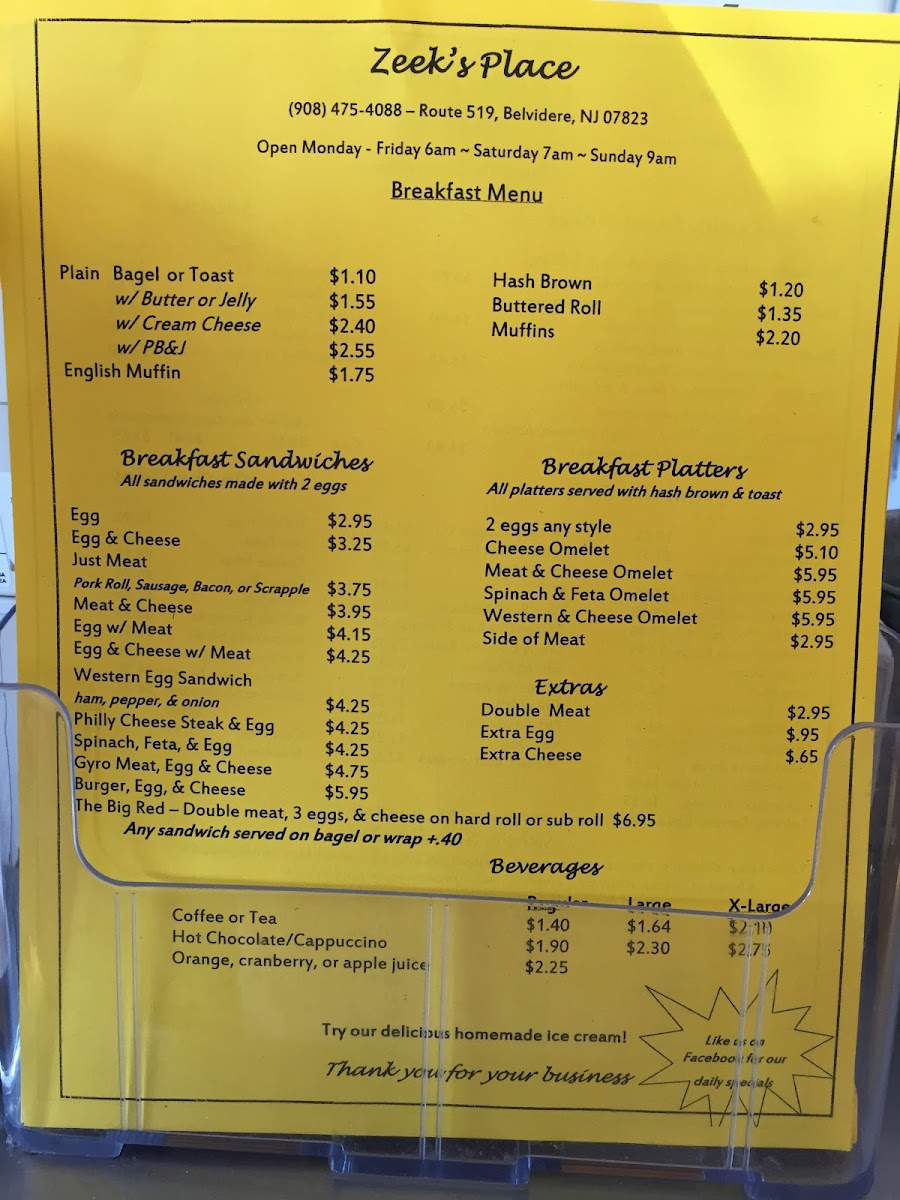 Zeek's Place
(908) 475-4088 – Route 519, Belvidere, NJ 07823
Open Monday - Friday 6am ~ Saturday 7am ~ Sunday 9am
Breakfast Menu
Plain Bagel or Toast $1.10
w/ Butter or Jelly $1.55
w/ Cream Cheese $2.40
w/ PB&J $2.55
English Muffin $1.75
Hash Brown $1.20
Buttered Roll $1.35
Muffins $2.20
Breakfast Sandwiches
All sandwiches made with 2 eggs
Egg $2.95
Egg & Cheese $3.25
Just Meat
Pork Roll, Sausage, Bacon, or Scrapple $3.75
Meat & Cheese $3.95
Egg w/ Meat $4.15
Egg & Cheese w/ Meat $4.25
Western Egg Sandwich
ham, pepper, & onion $4.25
Philly Cheese Steak & Egg $4.25
Spinach, Feta, & Egg $4.25
Gyro Meat, Egg & Cheese $4.75
Burger, Egg, & Cheese $5.95
The Big Red – Double meat, 3 eggs, & cheese on hard roll or sub roll $6.95
Any sandwich served on bagel or wrap +.40
Breakfast Platters
All platters served with hash brown & toast
2 eggs any style $2.95
Cheese Omelet $5.10
Meat & Cheese Omelet $5.95
Spinach & Feta Omelet $5.95
Western & Cheese Omelet $5.95
Side of Meat $2.95
Extras
Double Meat $2.95
Extra Egg $.95
Extra Cheese $.65
Beverages
Regular Large X-Large
Coffee or Tea $1.40 $1.64 $2.10
Hot Chocolate/Cappuccino $1.90 $2.30 $2.75
Orange, cranberry, or apple juice $2.25
Try our delicious homemade ice cream!
Thank you for your business
Like us on
Facebook for our
daily specials